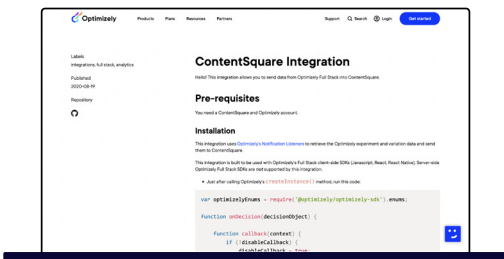 Optimizely Products Plans Resources Partners Support Search Login Get started
Labels
integrations, full stack, analytics
Published
2020-08-19
Repository
ContentSquare Integration
Hello! This integration allows you to send data from Optimizely Full Stack into ContentSquare.
Pre-requisites
You need a ContentSquare and Optimizely account.
Installation
This integration uses Optimizely's Notification Listeners to retrieve the Optimizely experiment and variation data and send
them to ContentSquare
This integration is built to be used with Optimizely's Full Stack client-side SDKs (Javascript, React, React Native). Server-side
Optimizely Full Stack SDKs are not supported by this integration.
• Just after calling Optimizely's createInstance() method, run this code:
var optimizelyEnums = require('@optimizely/optimizely-sdk').enums;
function onDecision(decisionObject) {
function callback(context) {
if (!disableCallback) {
disableCallback = true;